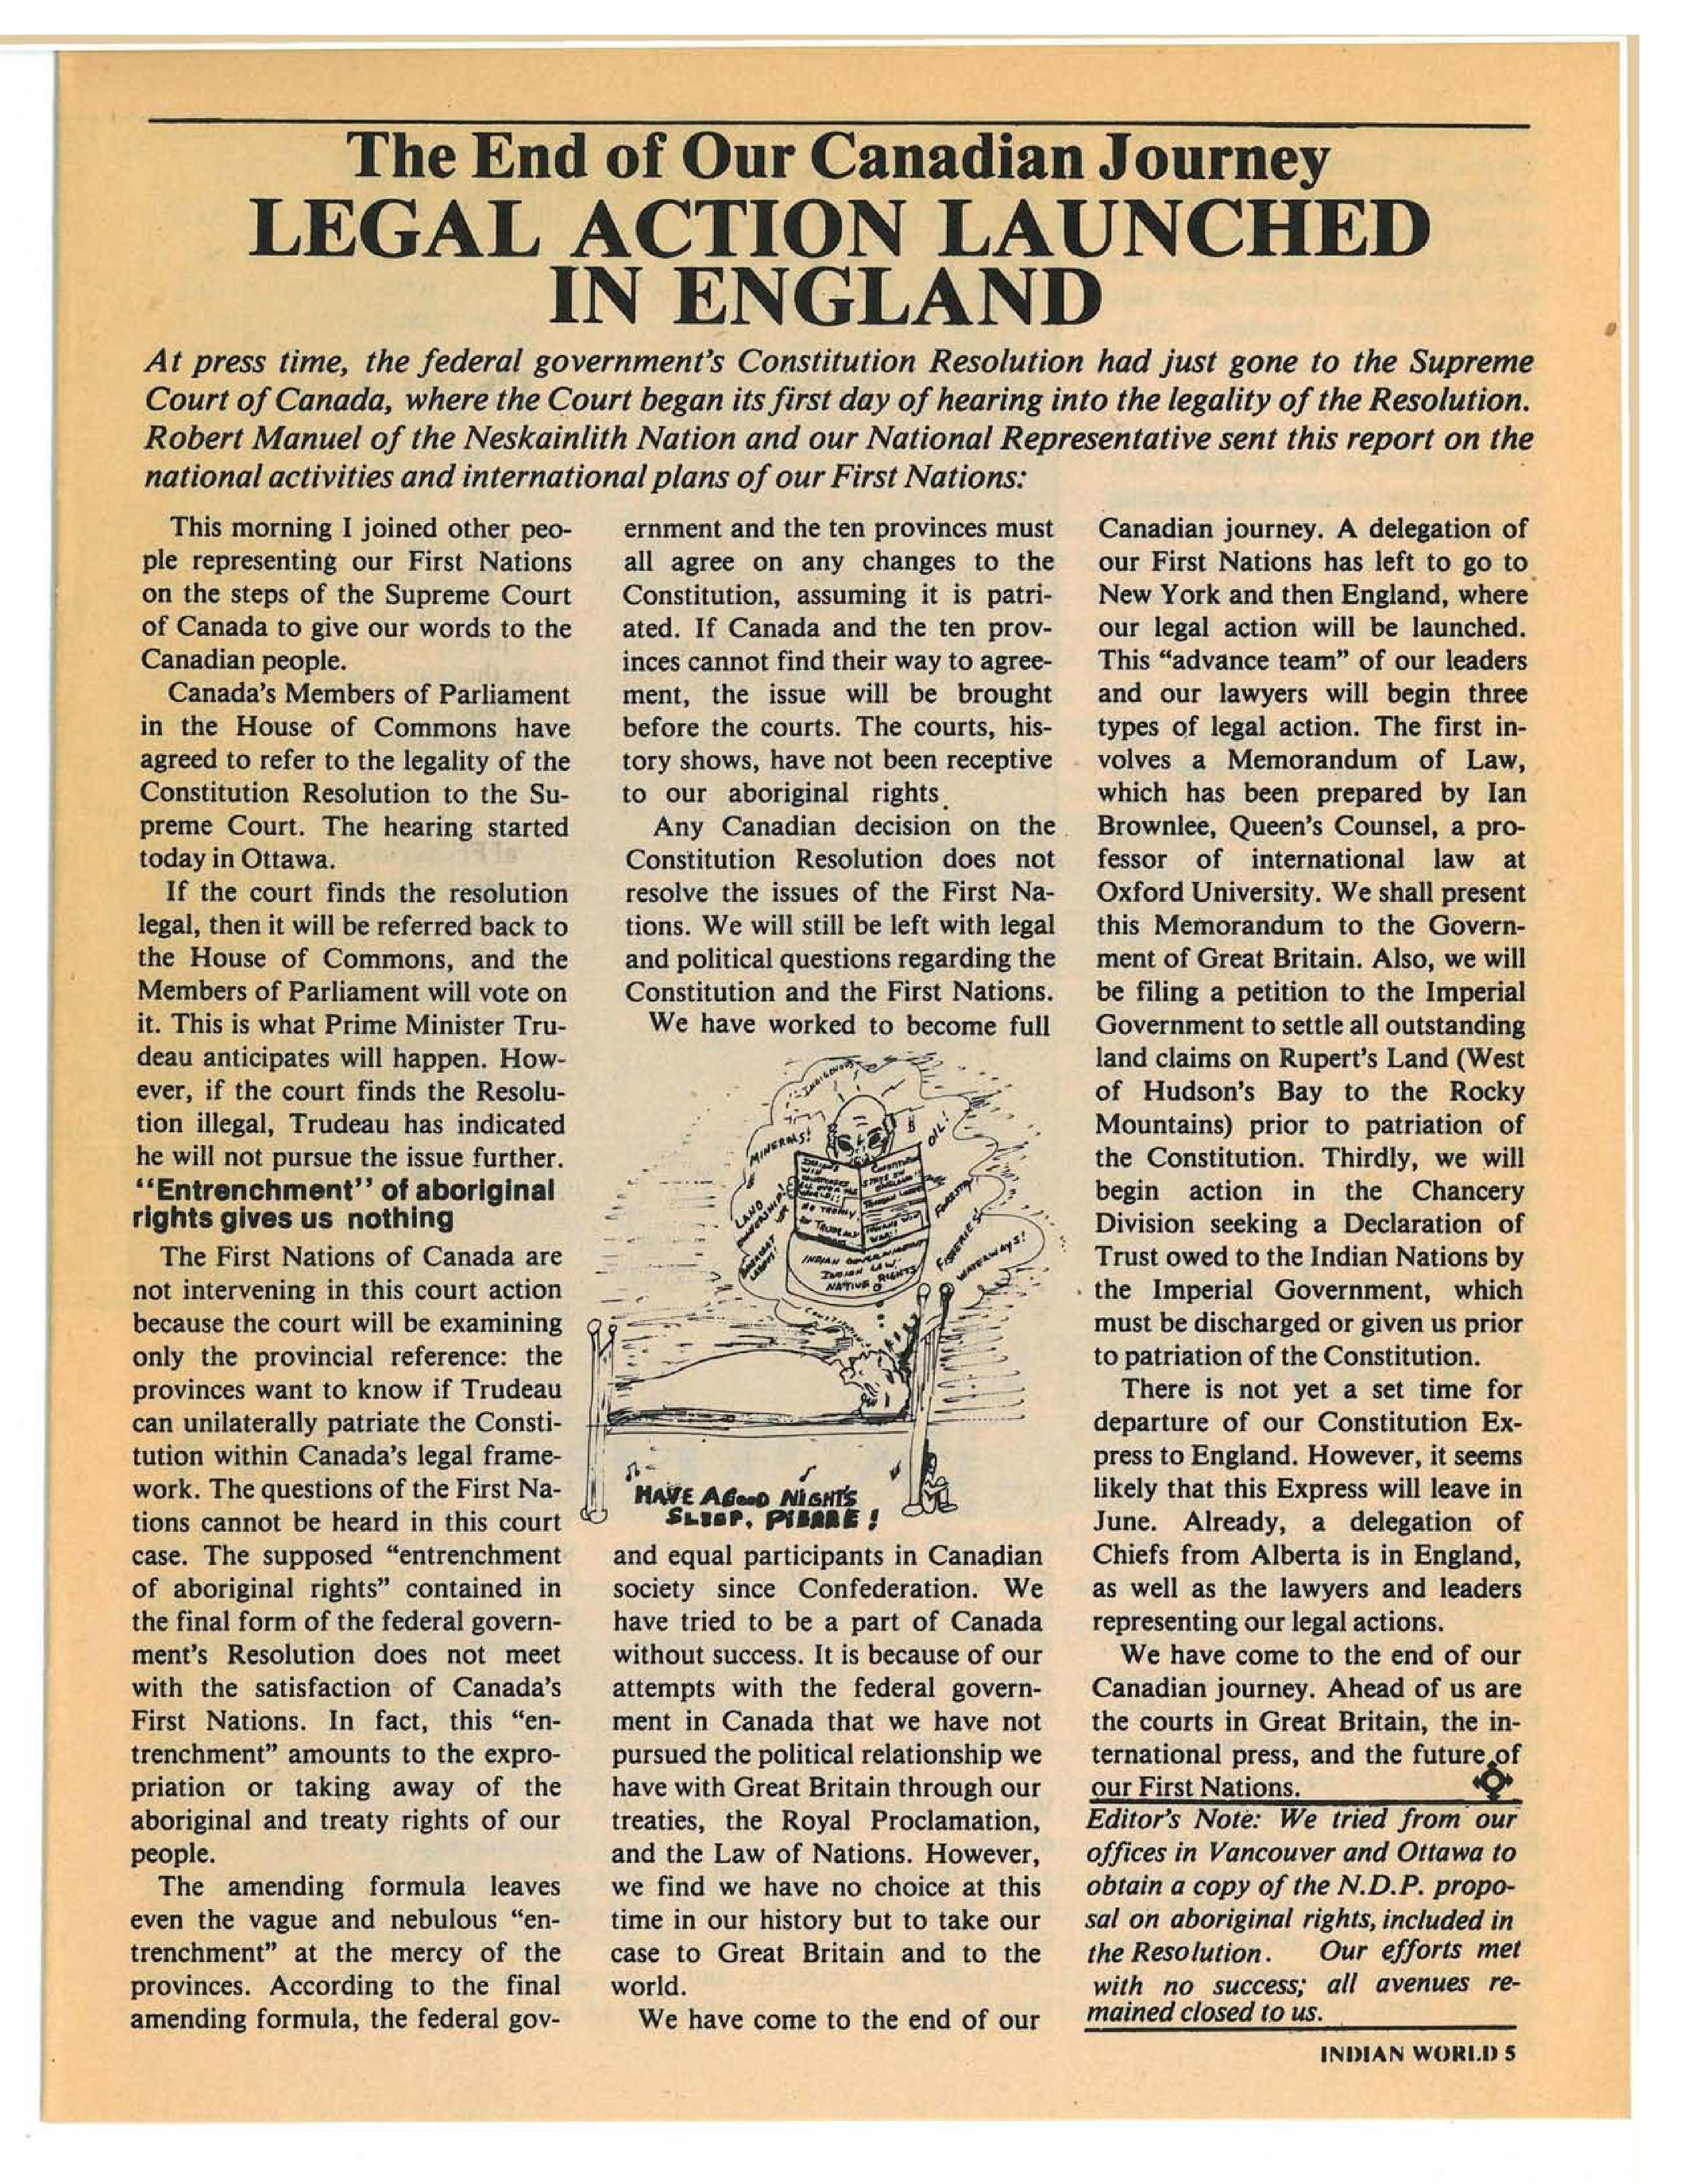 The End of Our Canadian Journey
LEGAL ACTION LAUNCHED
IN ENGLAND
At press time, the federal government's Constitution Resolution had just gone to the Supreme
Court of Canada, where the Court began its first day of hearing into the legality of the Resolution.
Robert Manuel of the Neskainlith Nation and our National Representative sent this report on the
national activities and international plans of our First Nations:
This morning I joined other peo-
ple representing our First Nations
on the steps of the Supreme Court
of Canada to give our words to the
Canadian people.
Canada's Members of Parliament
in the House of Commons have
agreed to refer to the legality of the
Constitution Resolution to the Su-
preme Court. The hearing started
today in Ottawa.
If the court finds the resolution
legal, then it will be referred back to
the House of Commons, and the
Members of Parliament will vote on
it. This is what Prime Minister Tru-
deau anticipates will happen. How-
ever, if the court finds the Resolu-
tion illegal, Trudeau has indicated
he will not pursue the issue further.
"Entrenchment" of aboriginal
rights gives us nothing
The First Nations of Canada are
not intervening in this court action
because the court will be examining
only the provincial reference: the
provinces want to know if Trudeau
can unilaterally patriate the Consti-
tution within Canada's legal frame-
work. The questions of the First Na-
tions cannot be heard in this court
case. The supposed "entrenchment
of aboriginal rights" contained in
the final form of the federal govern-
ment's Resolution does not meet
with the satisfaction of Canada's
First Nations. In fact, this "en-
trenchment" amounts to the expro-
priation or taking away of the
aboriginal and treaty rights of our
people.
The amending formula leaves
even the vague and nebulous "en-
trenchment" at the mercy of the
provinces. According to the final
amending formula, the federal gov-
ernment and the ten provinces must
all agree on any changes to the
Constitution, assuming it is patri-
ated. If Canada and the ten prov-
inces cannot find their way to agree-
ment, the issue will be brought
before the courts. The courts, his-
tory shows, have not been receptive
to our aboriginal rights.
Any Canadian decision on the
Constitution Resolution does not
resolve the issues of the First Na-
tions. We will still be left with legal
and political questions regarding the
Constitution and the First Nations.
We have worked to become full
INDIGENOUS
MINERALS!
OIL!
LAND
OWNERSHIP!
FORESTRY
FISHERIES!
WATERWAYS!
INDIAN GOVERNMENT
INDIAN LAW
NATIVE RIGHTS
HAVE A GOOD NIGHT'S
SLEEP, PIERRE!
and equal participants in Canadian
society since Confederation. We
have tried to be a part of Canada
without success. It is because of our
attempts with the federal govern-
ment in Canada that we have not
pursued the political relationship we
have with Great Britain through our
treaties, the Royal Proclamation,
and the Law of Nations. However,
we find we have no choice at this
time in our history but to take our
case to Great Britain and to the
world.
We have come to the end of our
Canadian journey. A delegation of
our First Nations has left to go to
New York and then England, where
our legal action will be launched.
This "advance team" of our leaders
and our lawyers will begin three
types of legal action. The first in-
volves a Memorandum of Law,
which has been prepared by Ian
Brownlee, Queen's Counsel, a pro-
fessor of international law at
Oxford University. We shall present
this Memorandum to the Govern-
ment of Great Britain. Also, we will
be filing a petition to the Imperial
Government to settle all outstanding
land claims on Rupert's Land (West
of Hudson's Bay to the Rocky
Mountains) prior to patriation of
the Constitution. Thirdly, we will
begin action in the Chancery
Division seeking a Declaration of
Trust owed to the Indian Nations by
the Imperial Government, which
must be discharged or given us prior
to patriation of the Constitution.
There is not yet a set time for
departure of our Constitution Ex-
press to England. However, it seems
likely that this Express will leave in
June. Already, a delegation of
Chiefs from Alberta is in England,
as well as the lawyers and leaders
representing our legal actions.
We have come to the end of our
Canadian journey. Ahead of us are
the courts in Great Britain, the in-
ternational press, and the future of
our First Nations.
Editor's Note: We tried from our
offices in Vancouver and Ottawa to
obtain a copy of the N.D.P. propo-
sal on aboriginal rights, included in
the Resolution. Our efforts met
with no success; all avenues re-
mained closed to us.
INDIAN WORLD 5